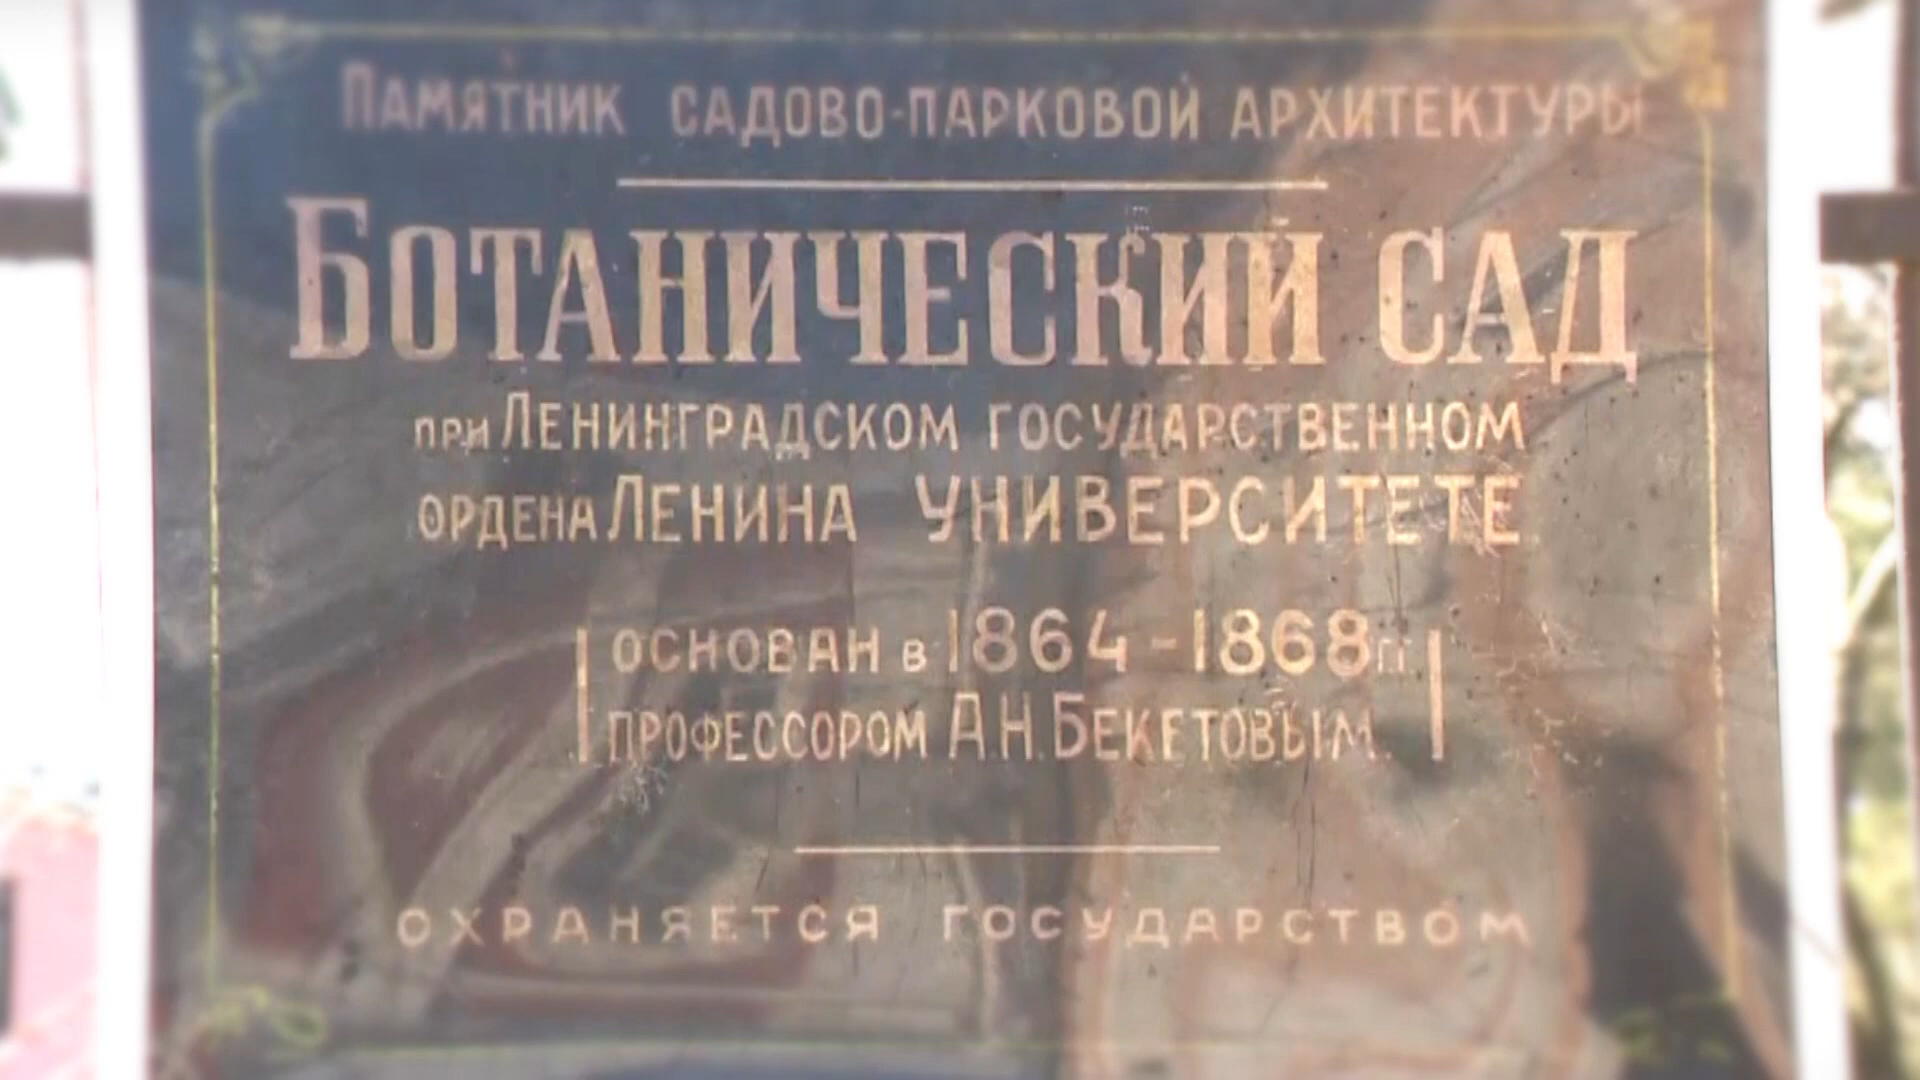 Памятник садово-парковой архитектуры
Ботанический сад
при Ленинградском государственном
ордена Ленина университете
основан в 1864-1868 гг.
профессором А.Н. Бекетовым.
охраняется государством